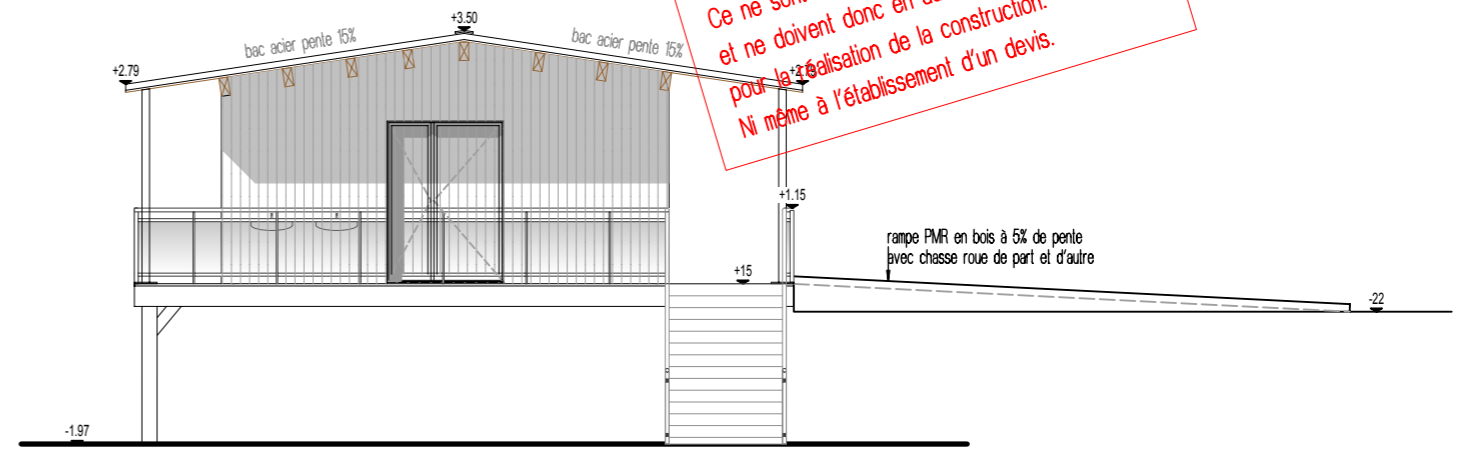 Ce ne sont
et ne doivent donc en
pour la réalisation de la construction.
Ni même à l'établissement d'un devis.
+3.50
bac acier pente 15%
bac acier pente 15%
+2.79
+2.79
+1.15
rampe PMR en bois à 5% de pente
avec chasse roue de part et d'autre
+15
-22
-1.97